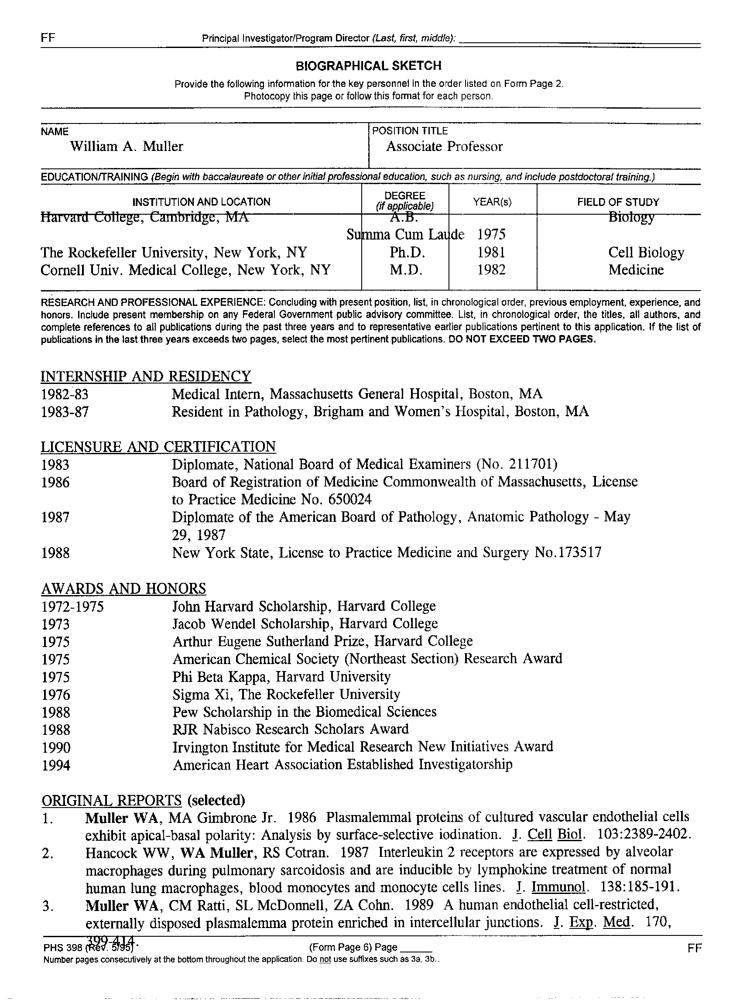 FF Principal Investigator/Program Director (Last, first, middle):
BIOGRAPHICAL SKETCH
Provide the following information for the key personnel in the order listed on Form Page 2.
Photocopy this page or follow this format for each person.
NAME POSITION TITLE
William A. Muller Associate Professor
EDUCATION/TRAINING (Begin with baccalaureate or other initial professional education, such as nursing, and include postdoctoral training.)
INSTITUTION AND LOCATION DEGREE (if applicable) YEAR(s) FIELD OF STUDY
Harvard College, Cambridge, MA A.B. Biology
Summa Cum Laude 1975
The Rockefeller University, New York, NY Ph.D. 1981 Cell Biology
Cornell Univ. Medical College, New York, NY M.D. 1982 Medicine
RESEARCH AND PROFESSIONAL EXPERIENCE: Concluding with present position, list, in chronological order, previous employment, experience, and
honors. Include present membership on any Federal Government public advisory committee. List, in chronological order, the titles, all authors, and
complete references to all publications during the past three years and to representative earlier publications pertinent to this application. If the list of
publications in the last three years exceeds two pages, select the most pertinent publications. DO NOT EXCEED TWO PAGES.
INTERNSHIP AND RESIDENCY
1982-83 Medical Intern, Massachusetts General Hospital, Boston, MA
1983-87 Resident in Pathology, Brigham and Women's Hospital, Boston, MA
LICENSURE AND CERTIFICATION
1983 Diplomate, National Board of Medical Examiners (No. 211701)
1986 Board of Registration of Medicine Commonwealth of Massachusetts, License
to Practice Medicine No. 650024
1987 Diplomate of the American Board of Pathology, Anatomic Pathology - May
29, 1987
1988 New York State, License to Practice Medicine and Surgery No.173517
AWARDS AND HONORS
1972-1975 John Harvard Scholarship, Harvard College
1973 Jacob Wendel Scholarship, Harvard College
1975 Arthur Eugene Sutherland Prize, Harvard College
1975 American Chemical Society (Northeast Section) Research Award
1975 Phi Beta Kappa, Harvard University
1976 Sigma Xi, The Rockefeller University
1988 Pew Scholarship in the Biomedical Sciences
1988 RJR Nabisco Research Scholars Award
1990 Irvington Institute for Medical Research New Initiatives Award
1994 American Heart Association Established Investigatorship
ORIGINAL REPORTS (selected)
1. Muller WA, MA Gimbrone Jr. 1986 Plasmalemmal proteins of cultured vascular endothelial cells
exhibit apical-basal polarity: Analysis by surface-selective iodination. J. Cell Biol. 103:2389-2402.
2. Hancock WW, WA Muller, RS Cotran. 1987 Interleukin 2 receptors are expressed by alveolar
macrophages during pulmonary sarcoidosis and are inducible by lymphokine treatment of normal
human lung macrophages, blood monocytes and monocyte cells lines. J. Immunol. 138:185-191.
3. Muller WA, CM Ratti, SL McDonnell, ZA Cohn. 1989 A human endothelial cell-restricted,
externally disposed plasmalemma protein enriched in intercellular junctions. J. Exp. Med. 170,
399-414.
PHS 398 (Rev. 5/95) (Form Page 6) Page FF
Number pages consecutively at the bottom throughout the application. Do not use suffixes such as 3a, 3b..